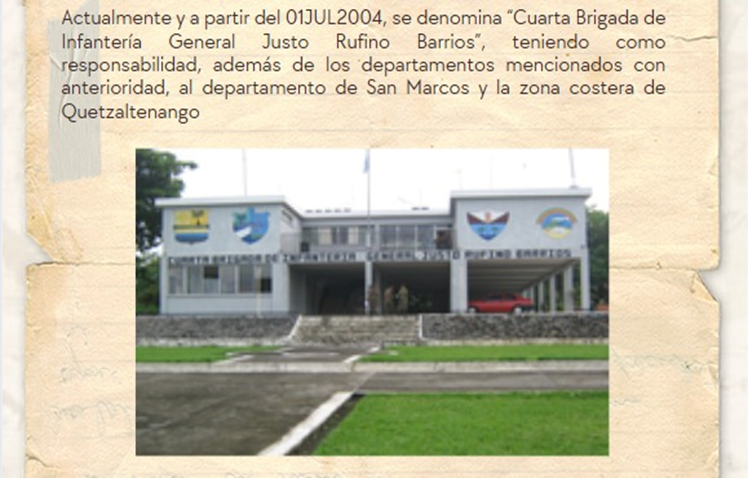 Actualmente y a partir del 01JUL2004, se denomina “Cuarta Brigada de
Infantería General Justo Rufino Barrios”, teniendo como
responsabilidad, además de los departamentos mencionados con
anterioridad, al departamento de San Marcos y la zona costera de
Quetzaltenango
CUARTA BRIGADA DE INFANTERIA GENERAL JUSTO RUFINO BARRIOS